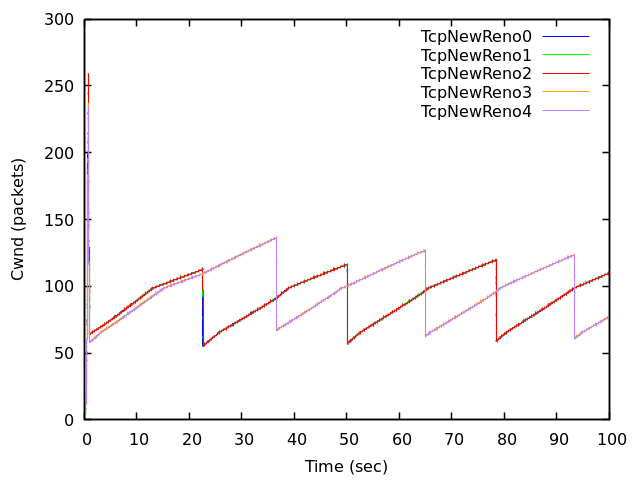 300
250
200
150
100
50
0
Cwnd (packets)
TcpNewReno0
TcpNewReno1
TcpNewReno2
TcpNewReno3
TcpNewReno4
0 10 20 30 40 50 60 70 80 90 100
Time (sec)